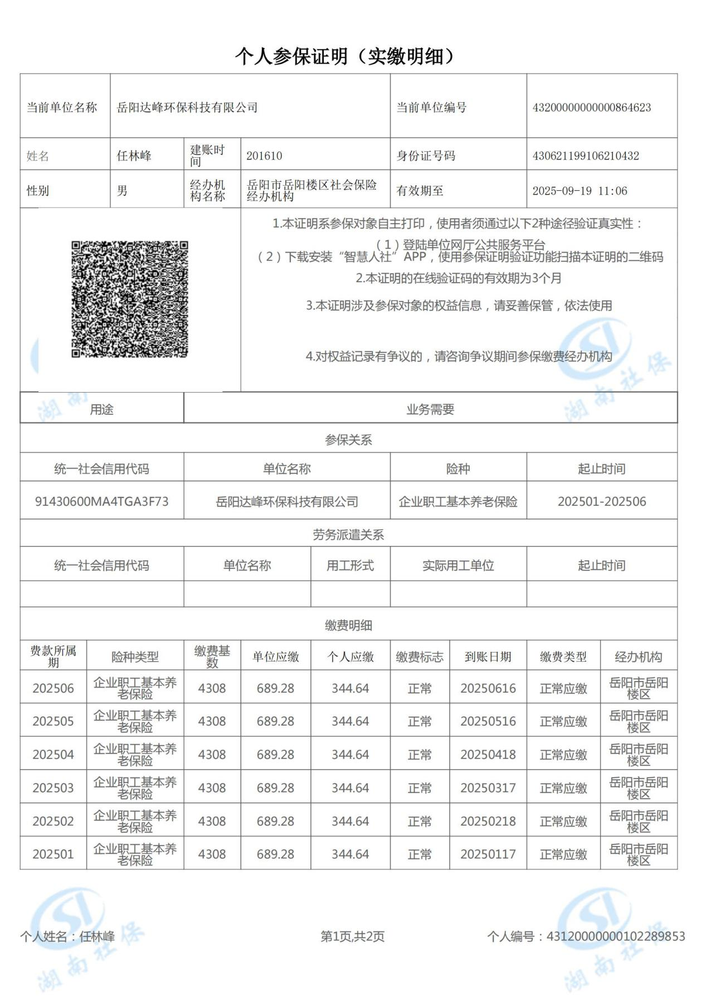 个人参保证明（实缴明细）
当前单位名称 岳阳达峰环保科技有限公司 当前单位编号 43200000000000864623
姓名 任林峰 建账时间 201610 身份证号码 430621199106210432
性别 男 经办机构名称 岳阳市岳阳楼区社会保险经办机构 有效期至 2025-09-19 11:06
1.本证明系参保对象自主打印，使用者须通过以下2种途径验证真实性：
（1）登陆单位网厅公共服务平台
（2）下载安装“智慧人社”APP，使用参保证明验证功能扫描本证明的二维码
2.本证明的在线验证码的有效期为3个月
3.本证明涉及参保对象的权益信息，请妥善保管，依法使用
4.对权益记录有争议的，请咨询争议期间参保缴费经办机构
湖南社保
湖南
用途 业务需要
参保关系
统一社会信用代码 单位名称 险种 起止时间
91430600MA4TGA3F73 岳阳达峰环保科技有限公司 企业职工基本养老保险 202501-202506
劳务派遣关系
统一社会信用代码 单位名称 用工形式 实际用工单位 起止时间
缴费明细
费款所属期 险种类型 缴费基数 单位应缴 个人应缴 缴费标志 到账日期 缴费类型 经办机构
202506 企业职工基本养老保险 4308 689.28 344.64 正常 20250616 正常应缴 岳阳市岳阳楼区
202505 企业职工基本养老保险 4308 689.28 344.64 正常 20250516 正常应缴 岳阳市岳阳楼区
202504 企业职工基本养老保险 4308 689.28 344.64 正常 20250418 正常应缴 岳阳市岳阳楼区
202503 企业职工基本养老保险 4308 689.28 344.64 正常 20250317 正常应缴 岳阳市岳阳楼区
202502 企业职工基本养老保险 4308 689.28 344.64 正常 20250218 正常应缴 岳阳市岳阳楼区
202501 企业职工基本养老保险 4308 689.28 344.64 正常 20250117 正常应缴 岳阳市岳阳楼区
个人姓名：任林峰 第1页,共2页 个人编号：43120000000102289853
湖南社保
湖南社保